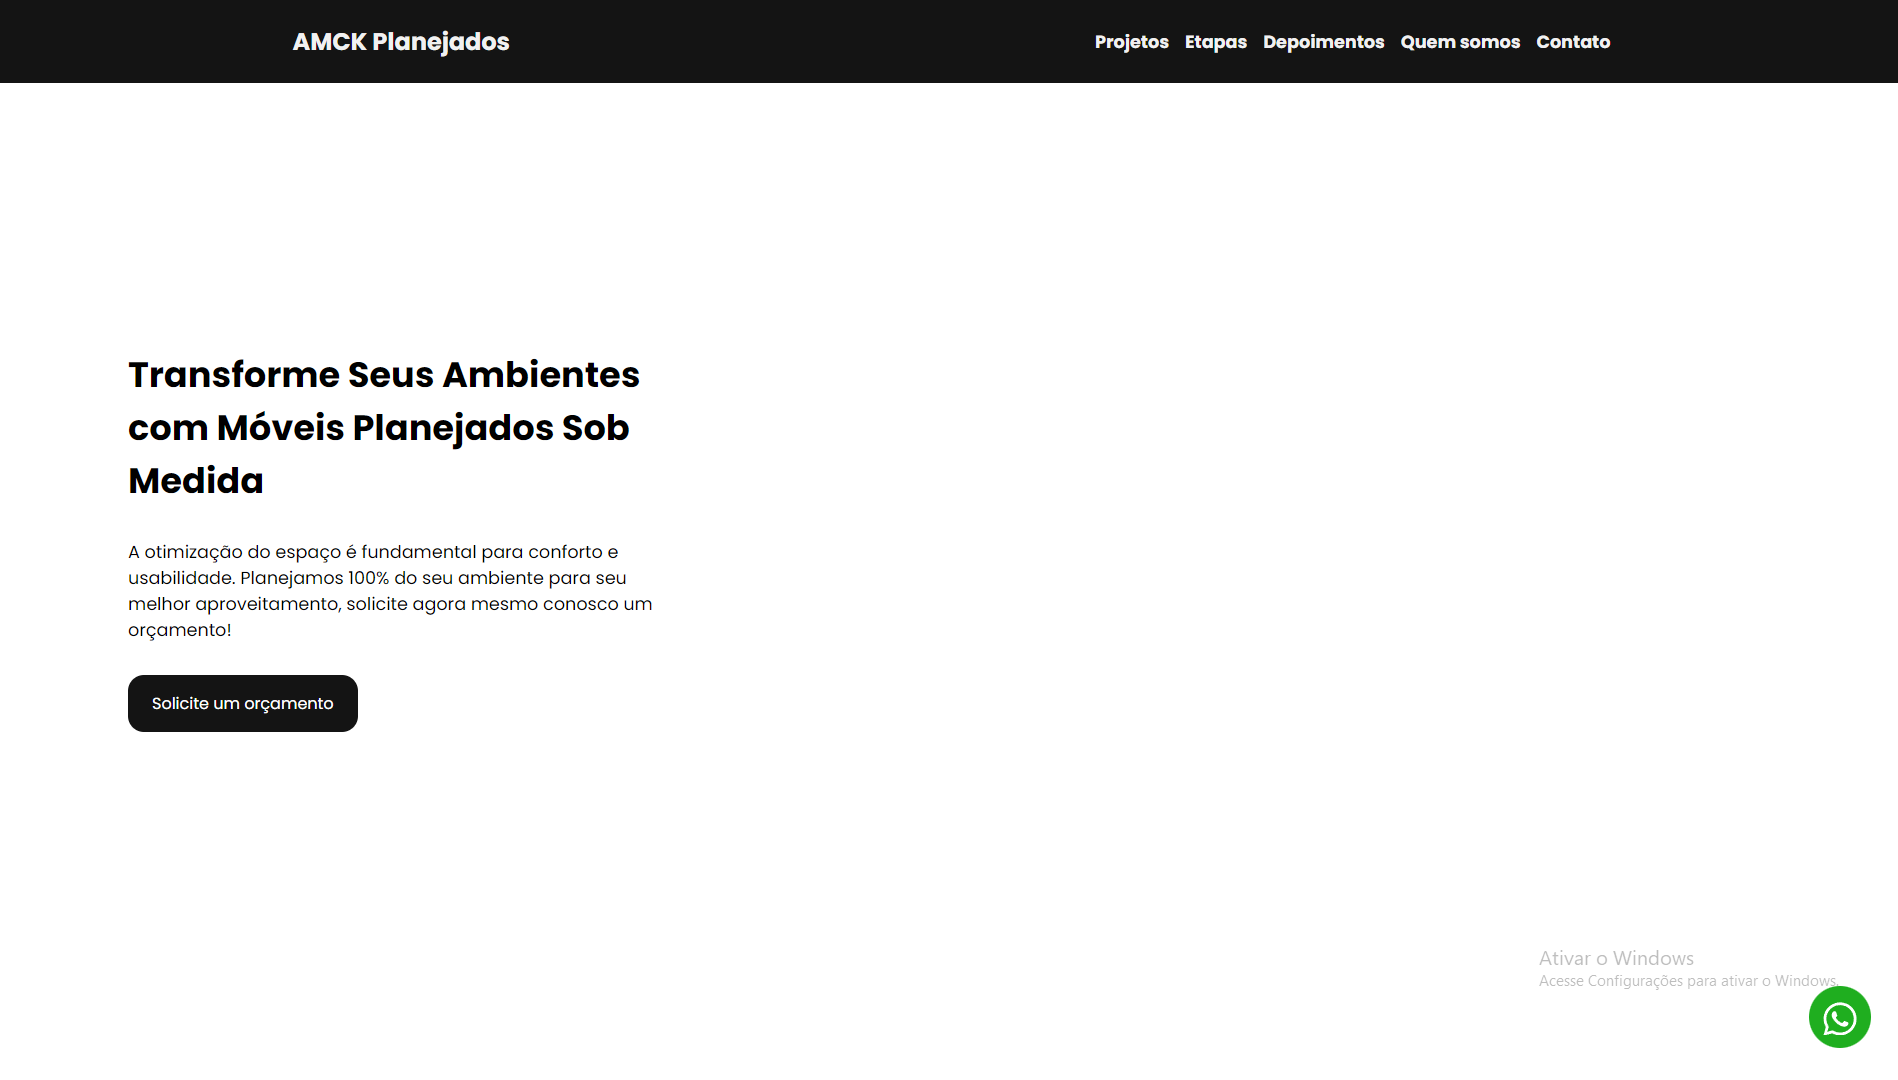 AMCK Planejados
Projetos Etapas Depoimentos Quem somos Contato
Transforme Seus Ambientes
com Móveis Planejados Sob
Medida
A otimização do espaço é fundamental para conforto e
usabilidade. Planejamos 100% do seu ambiente para seu
melhor aproveitamento, solicite agora mesmo conosco um
orçamento!
Solicite um orçamento
Ativar o Windows
Acesse Configurações para ativar o Windows.